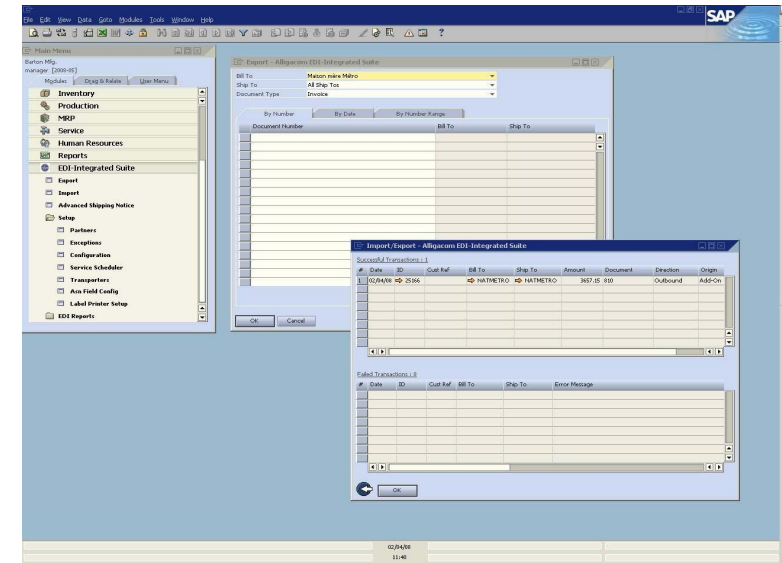 File Edit View Data Goto Modules Tools Window Help
SAP
Main Menu
Barton Mfg.
manager [2009-05]
Modules Drag & Relate User Menu
Inventory
Production
MRP
Service
Human Resources
Reports
EDI-Integrated Suite
Export
Import
Advanced Shipping Notice
Setup
Partners
Exceptions
Configuration
Service Scheduler
Transporters
Asn Field Config
Label Printer Setup
EDI Reports
Export - Alligacom EDI-Integrated Suite
Bill To Maison mère Métro
Ship To All Ship Tos
Document Type Invoice
By Number By Date By Number Range
Document Number Bill To Ship To
OK Cancel
Import/Export - Alligacom EDI-Integrated Suite
Successful Transactions : 1
# Date ID Cust Ref Bill To Ship To Amount Document Direction Origin
1 02/04/08 25166 NATMETRO NATMETRO 3657.15 810 Outbound Add-On
Failed Transactions : 0
# Date ID Cust Ref Bill To Ship To Error Message
OK
02/04/08
11:40